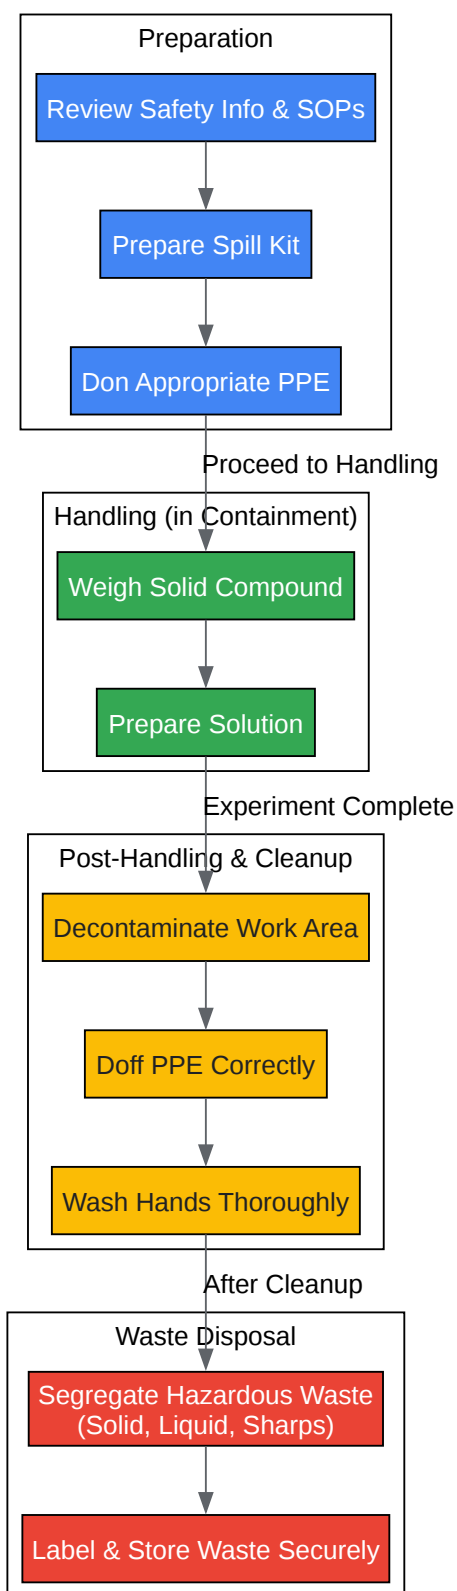 Preparation
Review Safety Info & SOPs
Prepare Spill Kit
Don Appropriate PPE
Proceed to Handling
Handling (in Containment)
Weigh Solid Compound
Prepare Solution
Experiment Complete
Post-Handling & Cleanup
Decontaminate Work Area
Doff PPE Correctly
Wash Hands Thoroughly
After Cleanup
Waste Disposal
Segregate Hazardous Waste
(Solid, Liquid, Sharps)
Label & Store Waste Securely